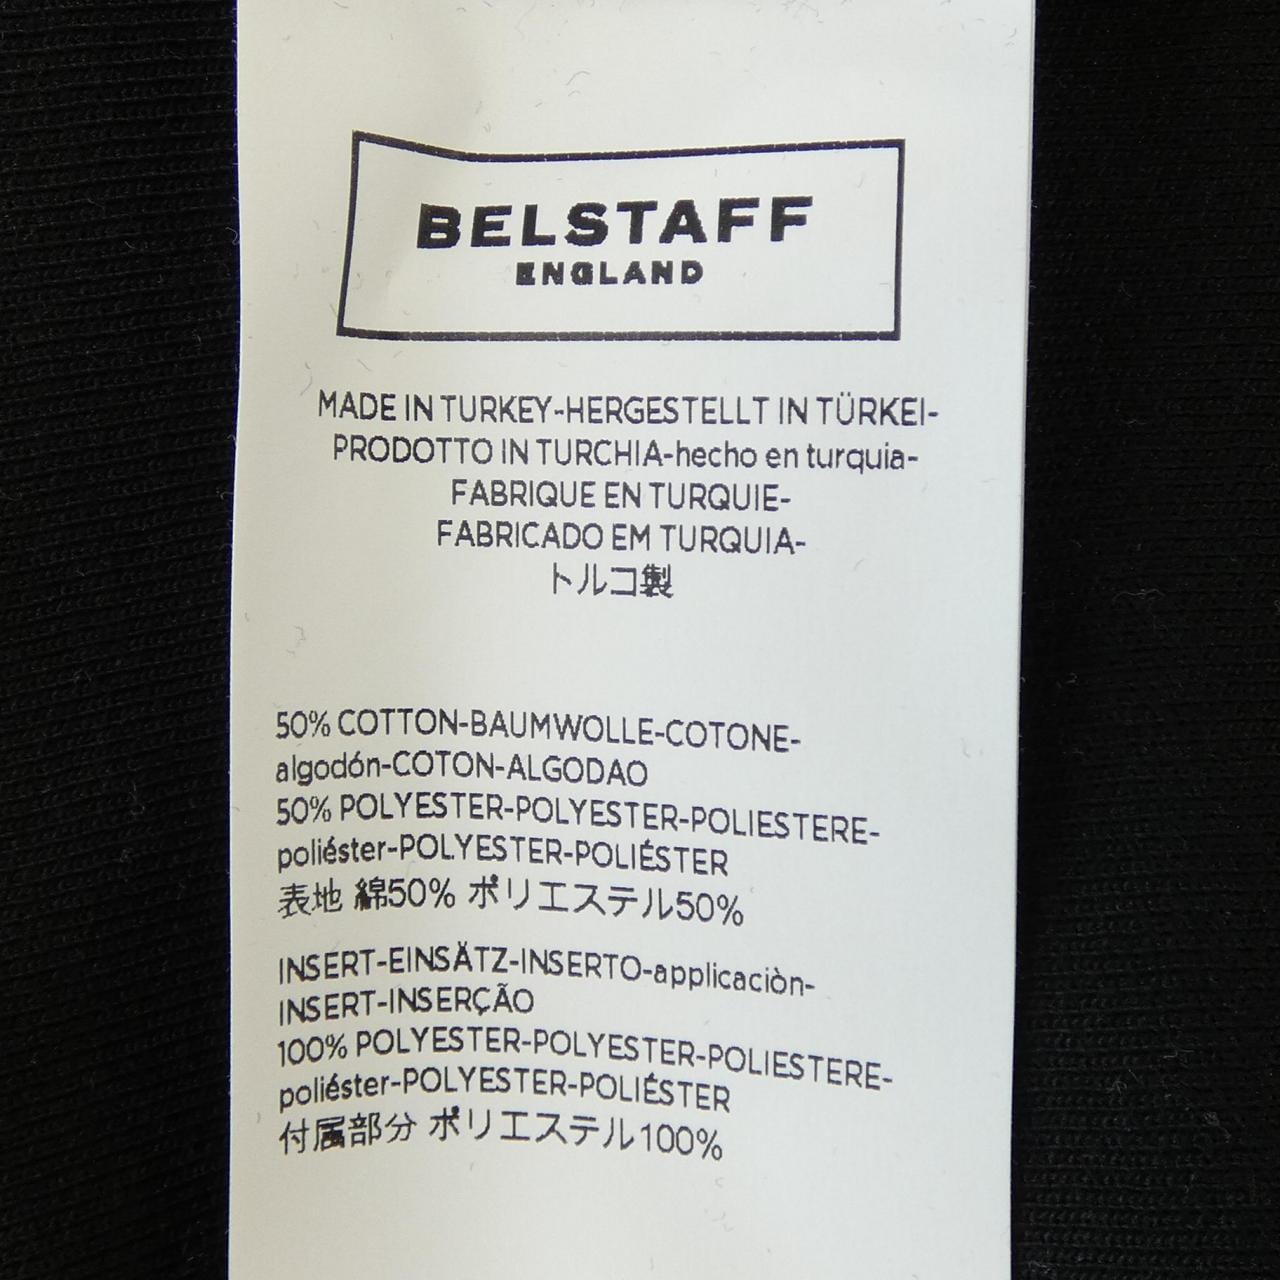 BELSTAFF
ENGLAND
MADE IN TURKEY-HERGESTELLT IN TÜRKEI-
PRODOTTO IN TURCHIA-hecho en turquia-
FABRIQUE EN TURQUIE-
FABRICADO EM TURQUIA-
トルコ製
50% COTTON-BAUMWOLLE-COTONE-
algodón-COTON-ALGODAO
50% POLYESTER-POLYESTER-POLIESTERE-
poliéster-POLYESTER-POLIÉSTER
表地 綿50% ポリエステル50%
INSERT-EINSÄTZ-INSERTO-applicaciòn-
INSERT-INSERÇÃO
100% POLYESTER-POLYESTER-POLIESTERE-
poliéster-POLYESTER-POLIÉSTER
付属部分 ポリエステル100%